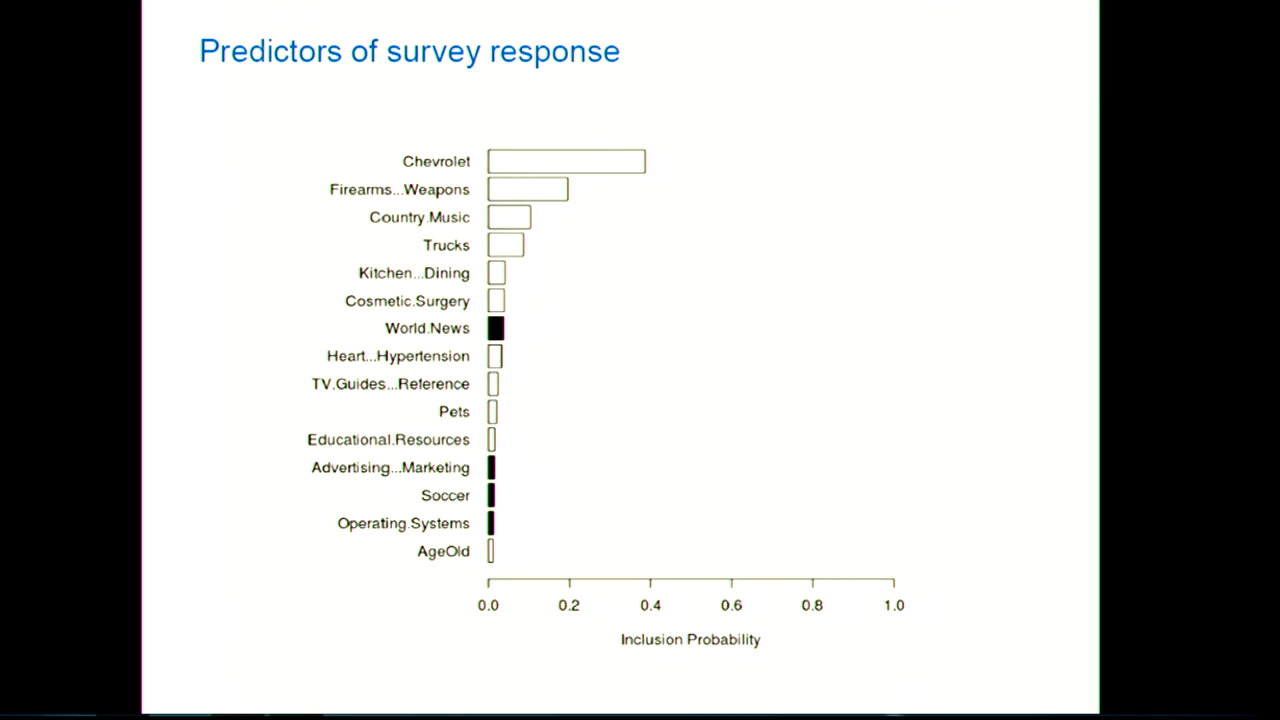 Predictors of survey response
Chevrolet
Firearms...Weapons
Country.Music
Trucks
Kitchen...Dining
Cosmetic.Surgery
World.News
Heart...Hypertension
TV.Guides...Reference
Pets
Educational.Resources
Advertising...Marketing
Soccer
Operating.Systems
AgeOld
0.0 0.2 0.4 0.6 0.8 1.0
Inclusion Probability